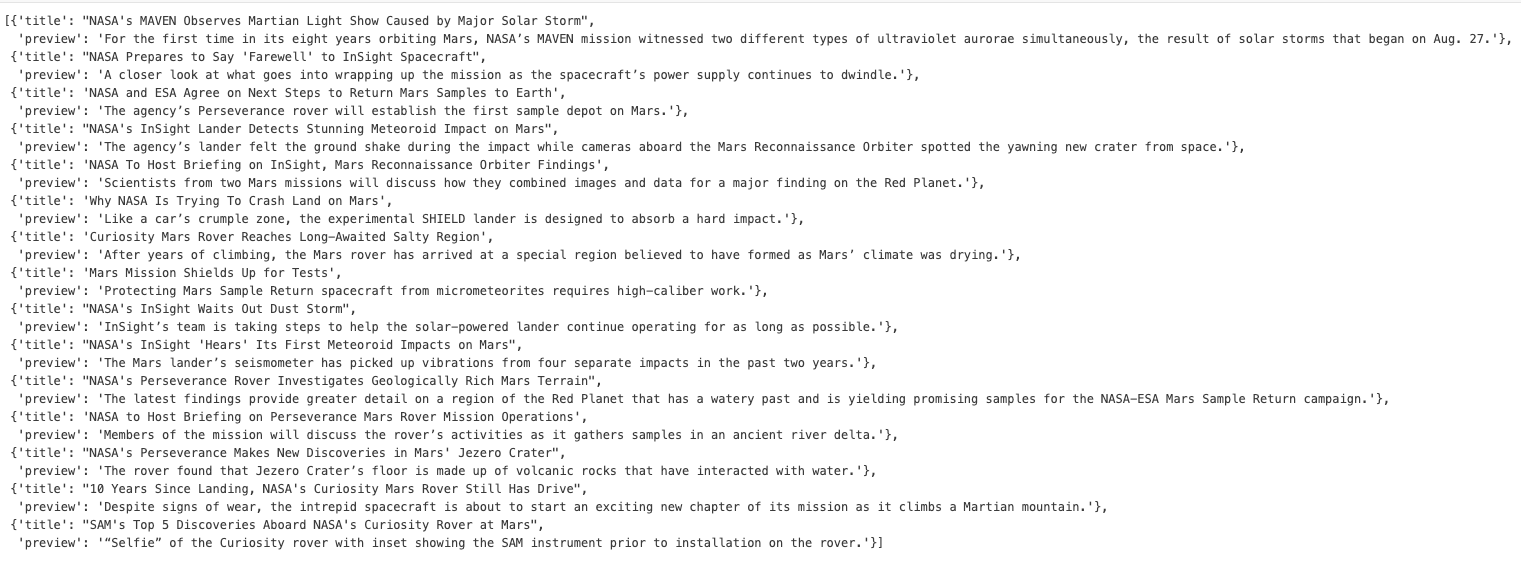 [{'title': "NASA's MAVEN Observes Martian Light Show Caused by Major Solar Storm",
'preview': 'For the first time in its eight years orbiting Mars, NASA’s MAVEN mission witnessed two different types of ultraviolet aurorae simultaneously, the result of solar storms that began on Aug. 27.'},
{'title': "NASA Prepares to Say 'Farewell' to InSight Spacecraft",
'preview': 'A closer look at what goes into wrapping up the mission as the spacecraft’s power supply continues to dwindle.'},
{'title': 'NASA and ESA Agree on Next Steps to Return Mars Samples to Earth',
'preview': 'The agency’s Perseverance rover will establish the first sample depot on Mars.'},
{'title': "NASA's InSight Lander Detects Stunning Meteoroid Impact on Mars",
'preview': 'The agency’s lander felt the ground shake during the impact while cameras aboard the Mars Reconnaissance Orbiter spotted the yawning new crater from space.'},
{'title': 'NASA To Host Briefing on InSight, Mars Reconnaissance Orbiter Findings',
'preview': 'Scientists from two Mars missions will discuss how they combined images and data for a major finding on the Red Planet.'},
{'title': 'Why NASA Is Trying To Crash Land on Mars',
'preview': 'Like a car’s crumple zone, the experimental SHIELD lander is designed to absorb a hard impact.'},
{'title': 'Curiosity Mars Rover Reaches Long-Awaited Salty Region',
'preview': 'After years of climbing, the Mars rover has arrived at a special region believed to have formed as Mars’ climate was drying.'},
{'title': 'Mars Mission Shields Up for Tests',
'preview': 'Protecting Mars Sample Return spacecraft from micrometeorites requires high-caliber work.'},
{'title': "NASA's InSight Waits Out Dust Storm",
'preview': 'InSight’s team is taking steps to help the solar-powered lander continue operating for as long as possible.'},
{'title': "NASA's InSight 'Hears' Its First Meteoroid Impacts on Mars",
'preview': 'The Mars lander’s seismometer has picked up vibrations from four separate impacts in the past two years.'},
{'title': "NASA's Perseverance Rover Investigates Geologically Rich Mars Terrain",
'preview': 'The latest findings provide greater detail on a region of the Red Planet that has a watery past and is yielding promising samples for the NASA-ESA Mars Sample Return campaign.'},
{'title': 'NASA to Host Briefing on Perseverance Mars Rover Mission Operations',
'preview': 'Members of the mission will discuss the rover’s activities as it gathers samples in an ancient river delta.'},
{'title': "NASA's Perseverance Makes New Discoveries in Mars' Jezero Crater",
'preview': 'The rover found that Jezero Crater’s floor is made up of volcanic rocks that have interacted with water.'},
{'title': "10 Years Since Landing, NASA's Curiosity Mars Rover Still Has Drive",
'preview': 'Despite signs of wear, the intrepid spacecraft is about to start an exciting new chapter of its mission as it climbs a Martian mountain.'},
{'title': "SAM's Top 5 Discoveries Aboard NASA's Curiosity Rover at Mars",
'preview': '“Selfie” of the Curiosity rover with inset showing the SAM instrument prior to installation on the rover.'}]